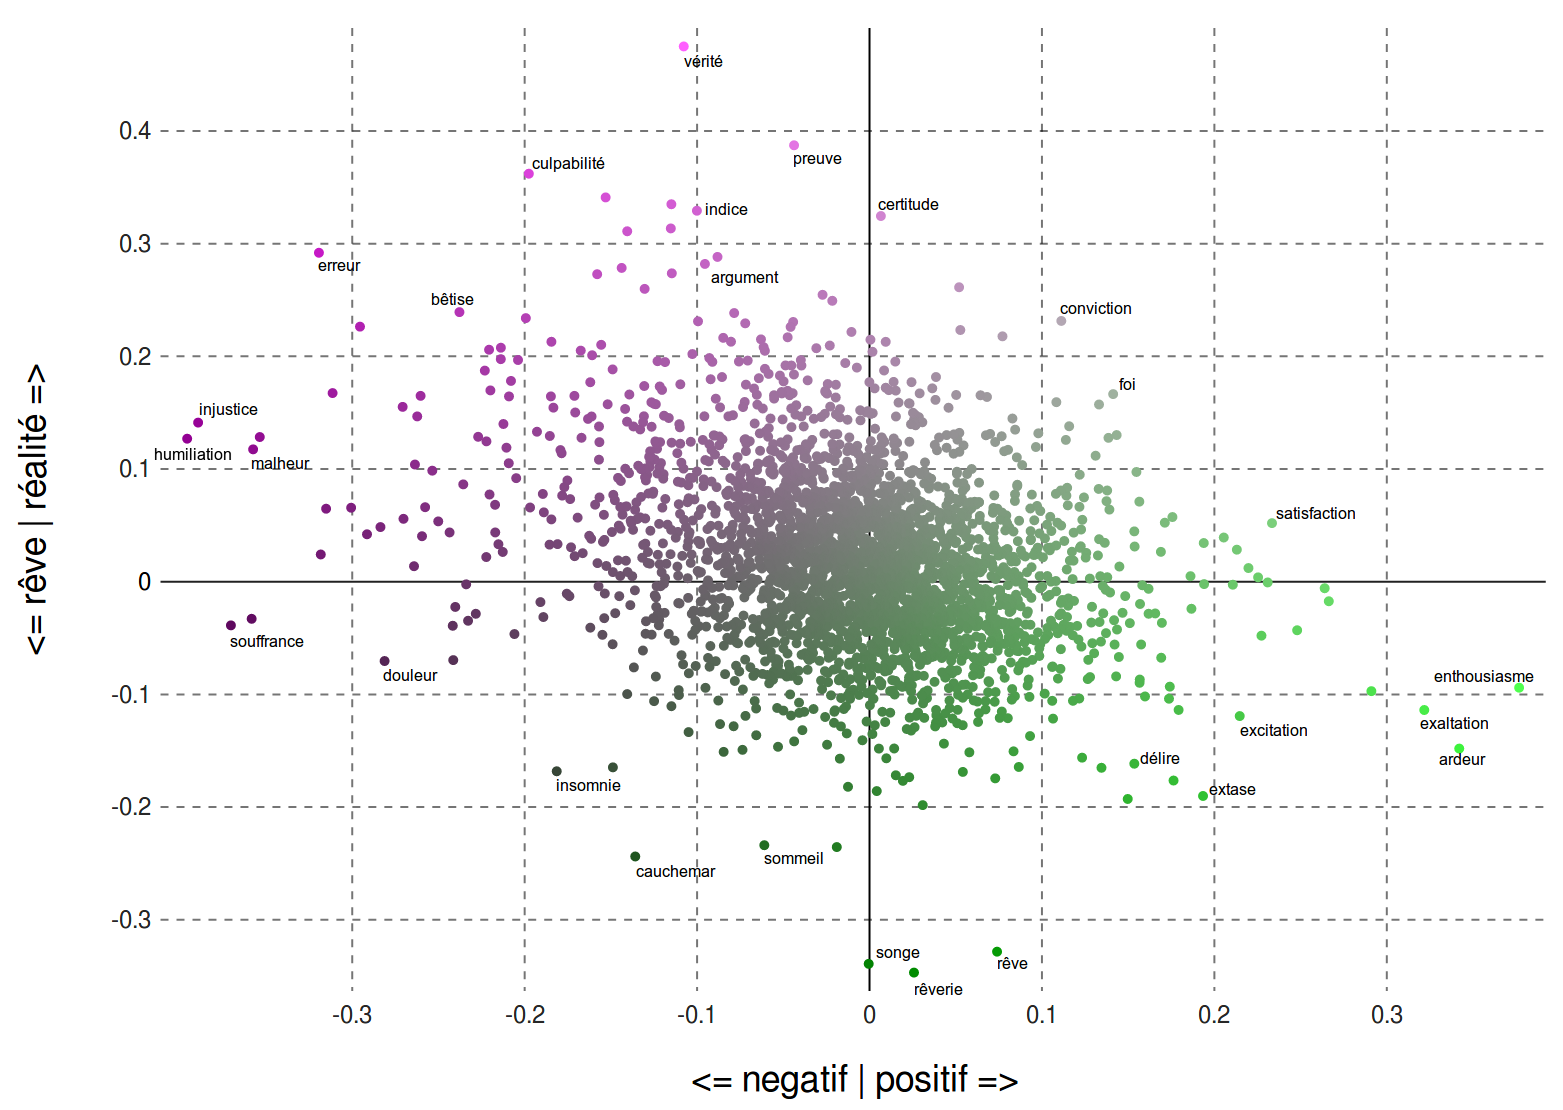 vérité
0.4
preuve
culpabilité
indice
certitude
0.3
erreur
argument
bêtise
conviction
0.2
foi
injustice
humiliation
malheur
0.1
satisfaction
0
souffrance
douleur
enthousiasme
-0.1
exaltation
excitation
délire
ardeur
insomnie
extase
-0.2
sommeil
cauchemar
-0.3
songe
rêve
rêverie
-0.3 -0.2 -0.1 0 0.1 0.2 0.3
<= negatif | positif =>
<= rêve | réalité =>